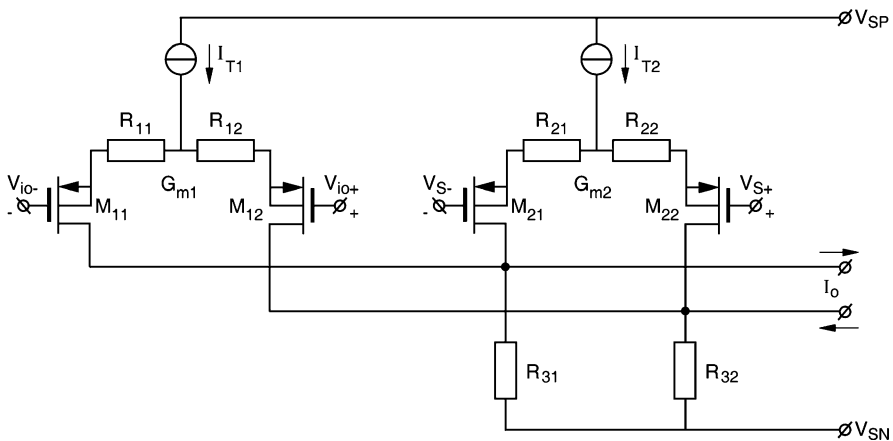 V_SP
I_T1
I_T2
R_11 R_12
R_21 R_22
V_io- V_io+
G_m1
V_S- V_S+
G_m2
- M_11 M_12 +
- M_21 M_22 +
I_o
R_31 R_32
V_SN